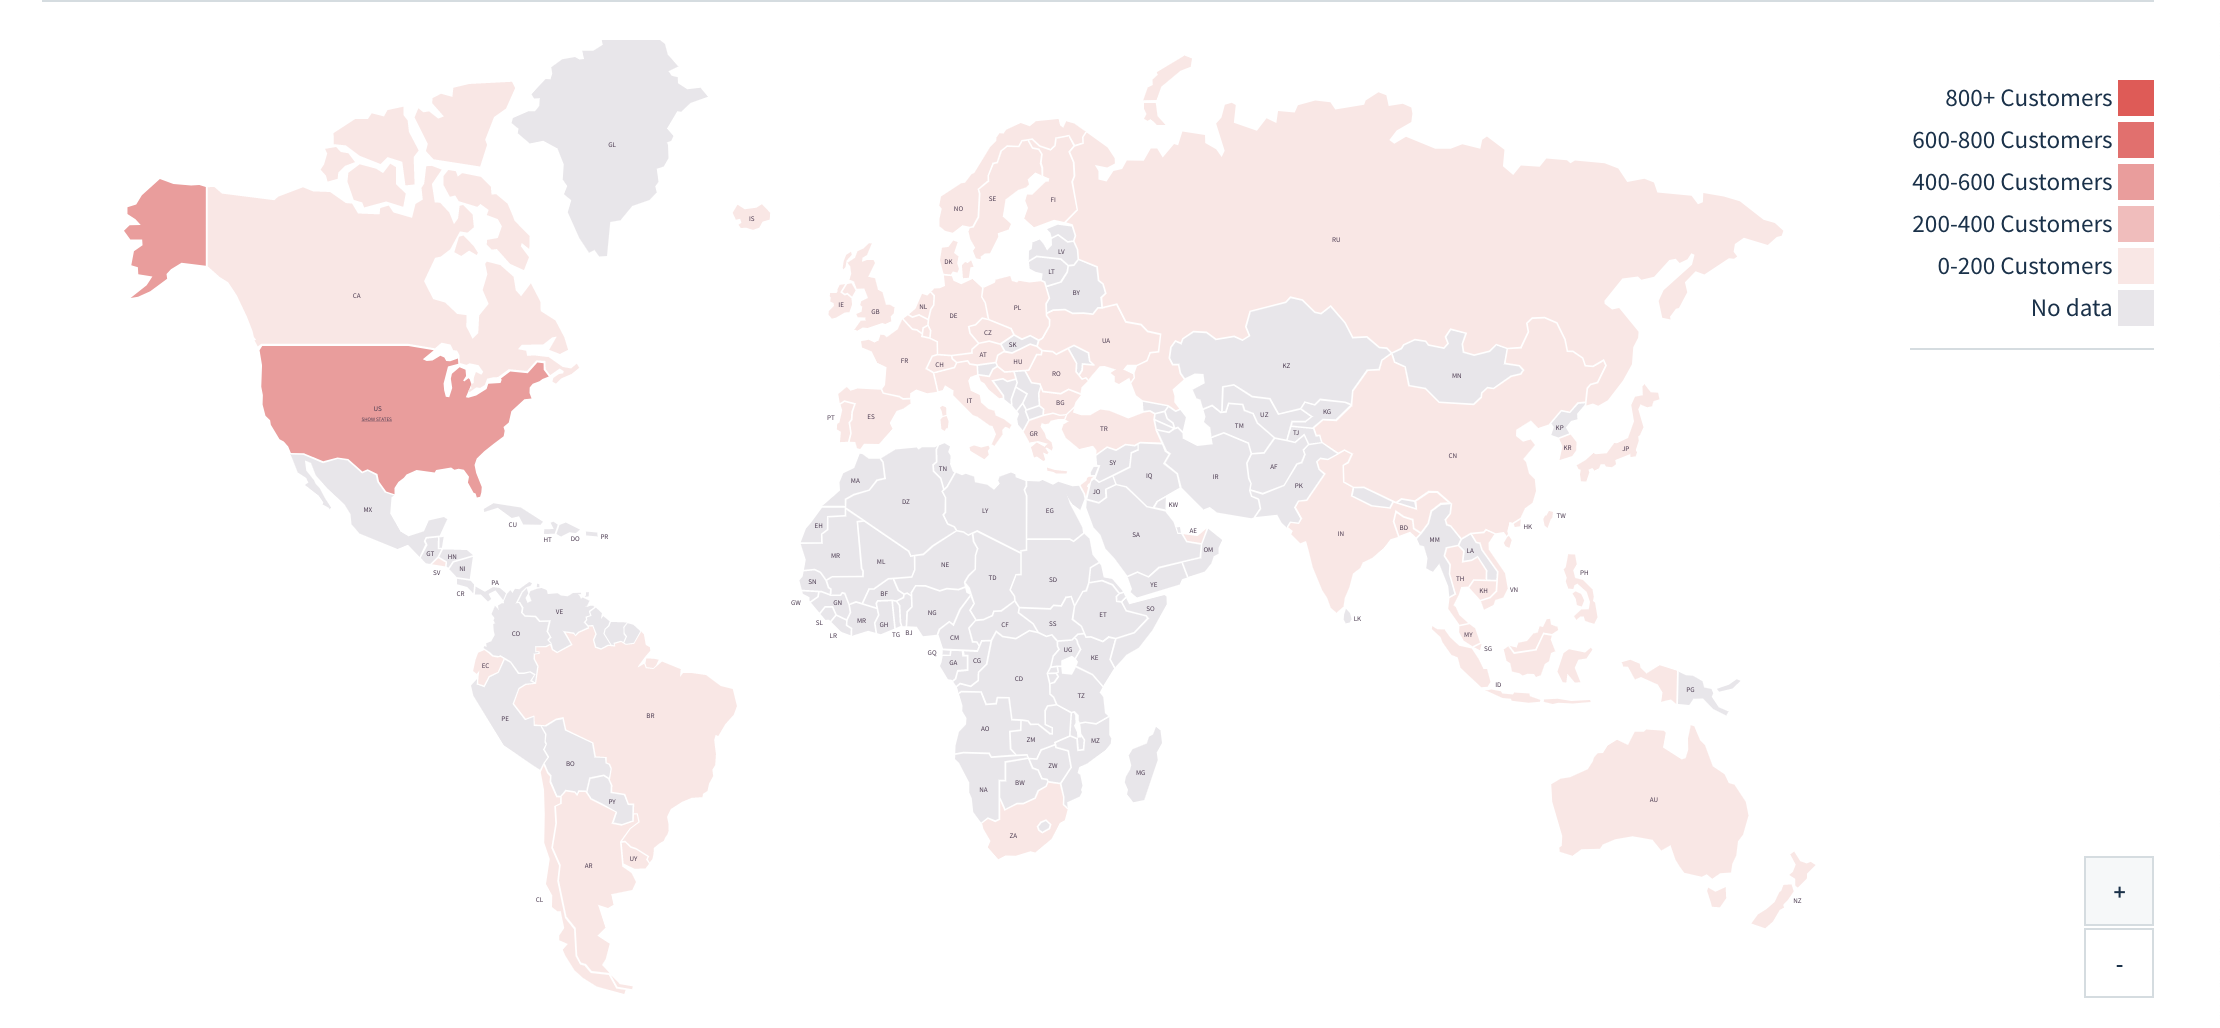 800+ Customers
600-800 Customers
400-600 Customers
200-400 Customers
0-200 Customers
No data
GL
IS
NO
SE
FI
RU
DK
LV
LT
BY
CA
IE
GB
NL
DE
PL
CZ
UA
SK
FR
CH
AT
HU
RO
KZ
MN
US
SHOW STATES
PT
ES
IT
BG
GR
TR
UZ
KG
TM
TJ
KP
KR
JP
CN
MX
MA
TN
DZ
LY
EG
SY
IQ
JO
IR
AF
PK
KW
SA
AE
OM
YE
IN
BD
MM
LA
TH
KH
VN
HK
TW
PH
LK
CU
HT
DO
PR
GT
HN
SV
NI
CR
PA
EH
MR
ML
NE
TD
SD
SN
GW
GN
SL
LR
MR
BF
GH
TG
BJ
NG
CM
CF
SS
ET
SO
GQ
GA
CG
CD
UG
KE
TZ
VE
CO
EC
PE
BR
BO
PY
AR
UY
CL
AO
ZM
MZ
ZW
NA
BW
MG
ZA
MY
SG
ID
PG
AU
NZ
+
-